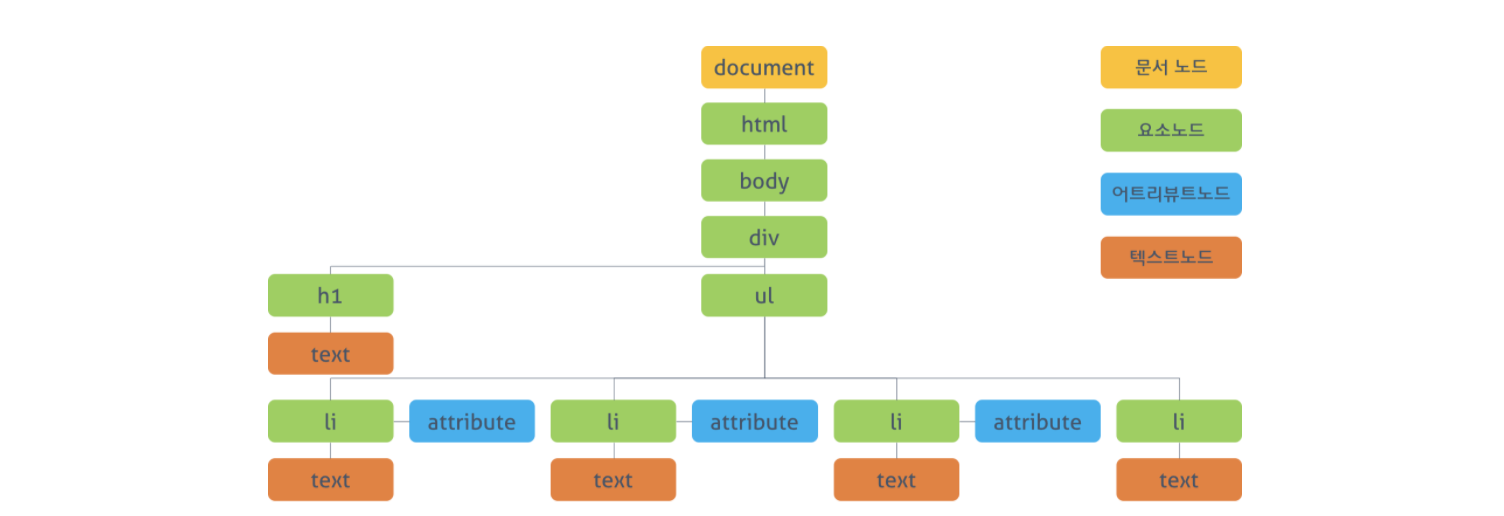 document
문서 노드
html
요소노드
body
어트리뷰트노드
div
텍스트노드
h1
ul
text
li
attribute
li
attribute
li
attribute
li
text
text
text
text